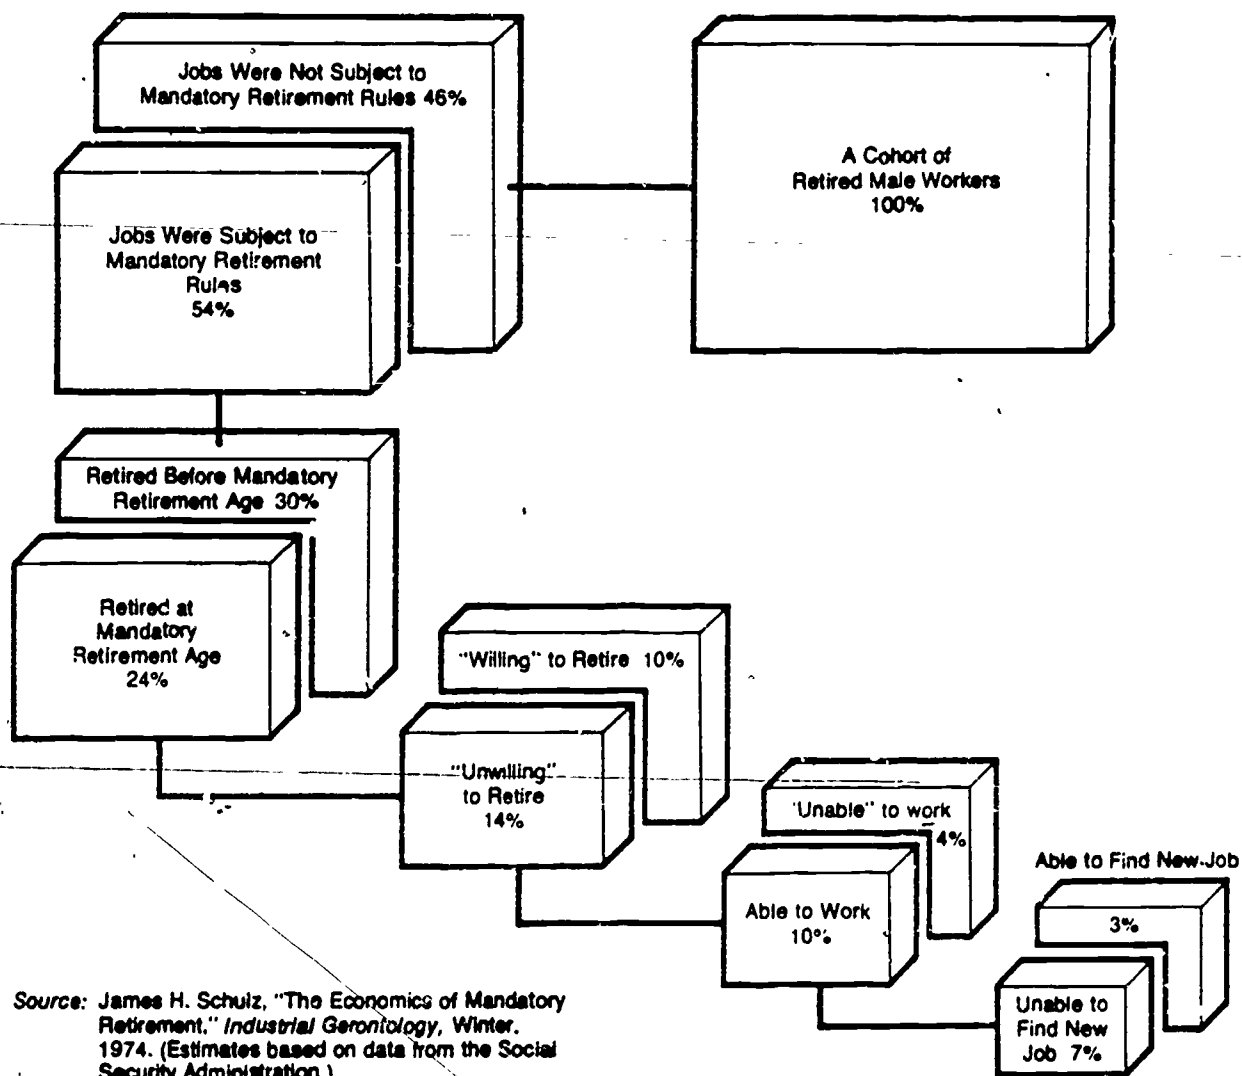 Jobs Were Not Subject to
Mandatory Retirement Rules 46%
A Cohort of
Retired Male Workers
100%
Jobs Were Subject to
Mandatory Retirement
Rules
54%
Retired Before Mandatory
Retirement Age 30%
Retired at
Mandatory
Retirement Age
24%
"Willing" to Retire 10%
"Unwilling"
to Retire
14%
"Unable" to work
4%
Able to Work
10%
Able to Find New Job
3%
Unable to
Find New
Job 7%
Source: James H. Schulz, "The Economics of Mandatory
Retirement," Industrial Gerontology, Winter,
1974. (Estimates based on data from the Social
Security Administration.)